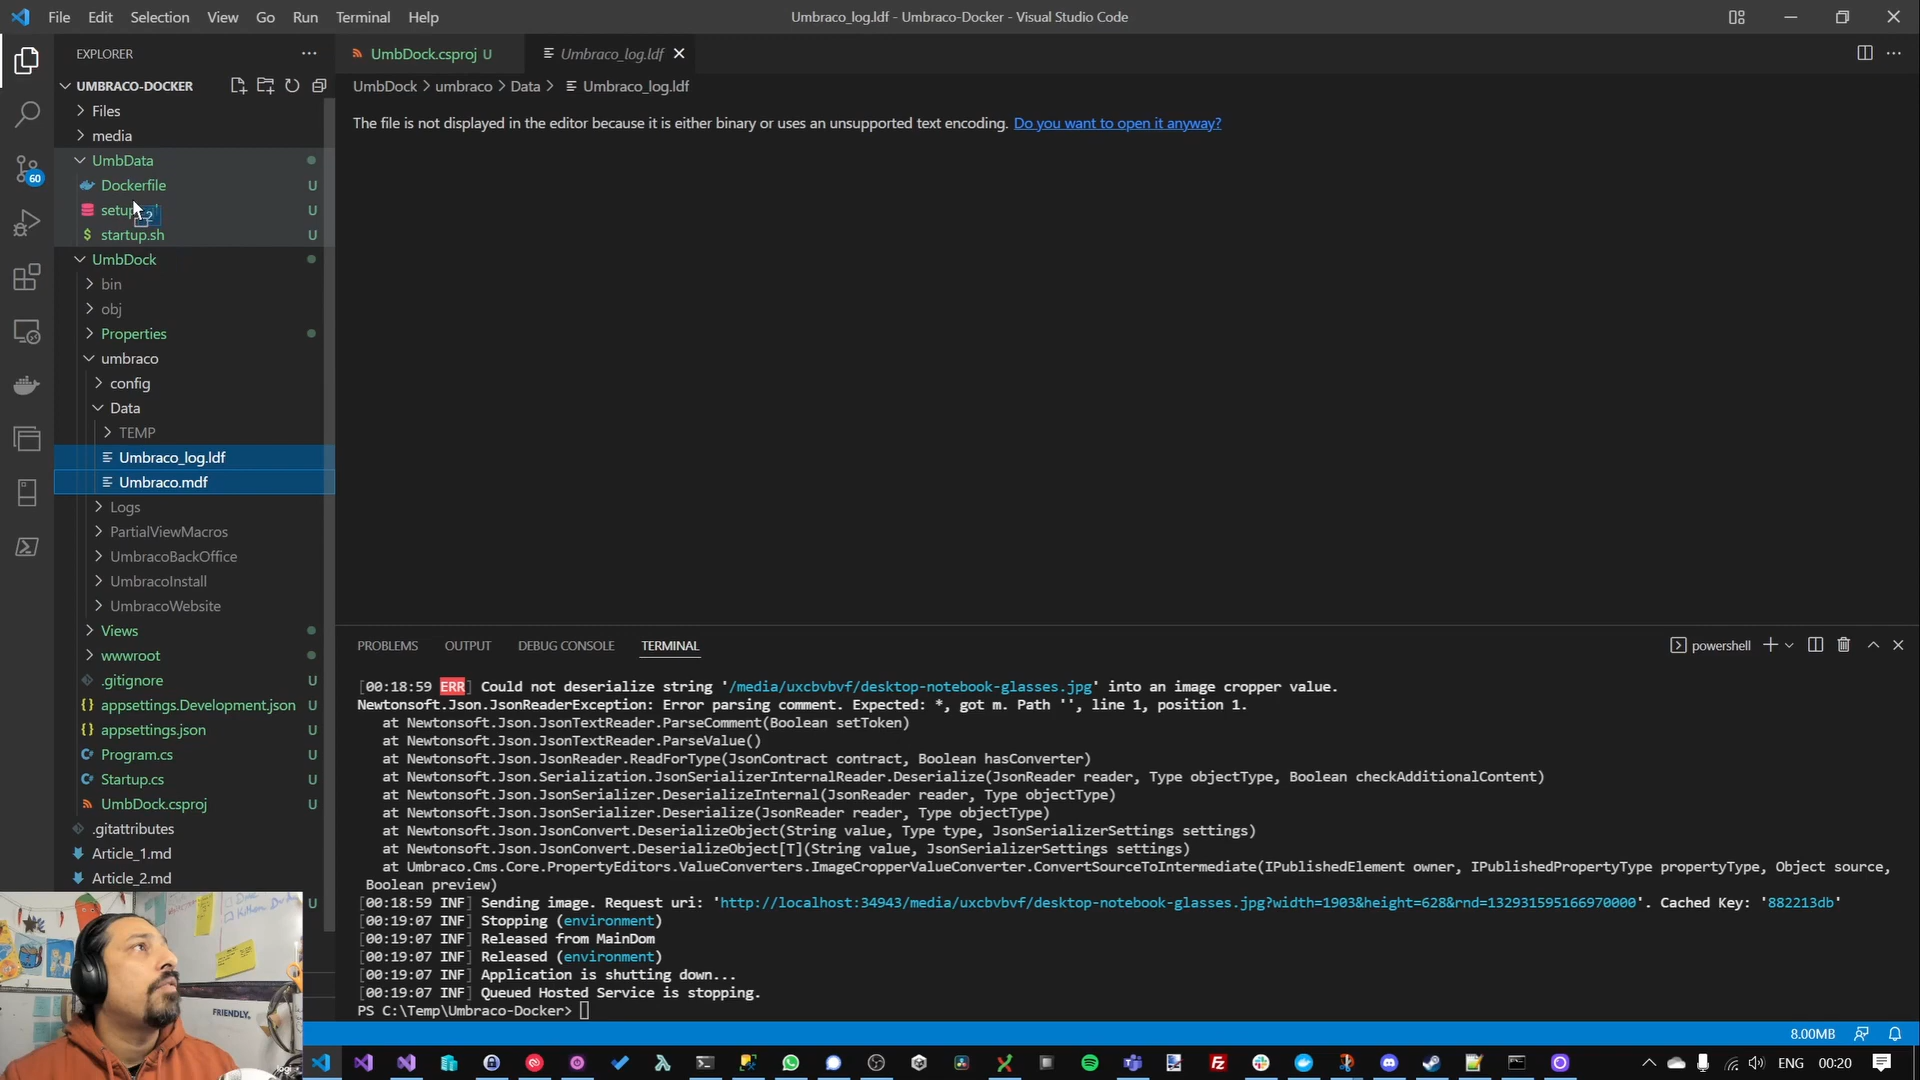 File Edit Selection View Go Run Terminal Help
Umbraco_log.ldf - Umbraco-Docker - Visual Studio Code
EXPLORER
UMBRACO-DOCKER
Files
media
UmbData
Dockerfile U
setup 2 U
startup.sh U
UmbDock
bin
obj
Properties
umbraco
config
Data
TEMP
Umbraco_log.ldf
Umbraco.mdf
Logs
PartialViewMacros
UmbracoBackOffice
UmbracoInstall
UmbracoWebsite
Views
wwwroot
.gitignore U
appsettings.Development.json U
appsettings.json U
Program.cs U
Startup.cs U
UmbDock.csproj U
.gitattributes
Article_1.md
Article_2.md
U
60
UmbDock.csproj U
Umbraco_log.ldf
UmbDock > umbraco > Data > Umbraco_log.ldf
The file is not displayed in the editor because it is either binary or uses an unsupported text encoding. Do you want to open it anyway?
PROBLEMS OUTPUT DEBUG CONSOLE TERMINAL
powershell
[00:18:59 ERR] Could not deserialize string '/media/uxcbvbvf/desktop-notebook-glasses.jpg' into an image cropper value.
Newtonsoft.Json.JsonReaderException: Error parsing comment. Expected: *, got m. Path '', line 1, position 1.
at Newtonsoft.Json.JsonTextReader.ParseComment(Boolean setToken)
at Newtonsoft.Json.JsonTextReader.ParseValue()
at Newtonsoft.Json.JsonReader.ReadForType(JsonContract contract, Boolean hasConverter)
at Newtonsoft.Json.Serialization.JsonSerializerInternalReader.Deserialize(JsonReader reader, Type objectType, Boolean checkAdditionalContent)
at Newtonsoft.Json.JsonSerializer.DeserializeInternal(JsonReader reader, Type objectType)
at Newtonsoft.Json.JsonSerializer.Deserialize(JsonReader reader, Type objectType)
at Newtonsoft.Json.JsonConvert.DeserializeObject(String value, Type type, JsonSerializerSettings settings)
at Newtonsoft.Json.JsonConvert.DeserializeObject[T](String value, JsonSerializerSettings settings)
at Umbraco.Cms.Core.PropertyEditors.ValueConverters.ImageCropperValueConverter.ConvertSourceToIntermediate(IPublishedElement owner, IPublishedPropertyType propertyType, Object source,
Boolean preview)
[00:18:59 INF] Sending image. Request uri: 'http://localhost:34943/media/uxcbvbvf/desktop-notebook-glasses.jpg?width=1903&height=628&rnd=132931595166970000'. Cached Key: '882213db'
[00:19:07 INF] Stopping (environment)
[00:19:07 INF] Released from MainDom
[00:19:07 INF] Released (environment)
[00:19:07 INF] Application is shutting down...
[00:19:07 INF] Queued Hosted Service is stopping.
PS C:\Temp\Umbraco-Docker>
FRIENDLY.
logi
8.00MB
ENG 00:20